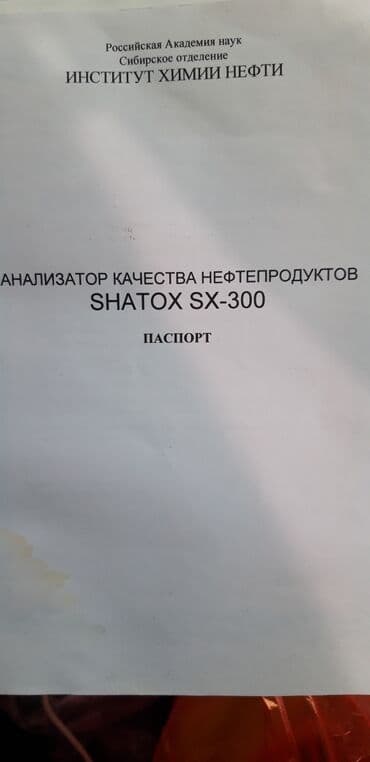 Российская Академия наук
Сибирское отделение
ИНСТИТУТ ХИМИИ НЕФТИ
АНАЛИЗАТОР КАЧЕСТВА НЕФТЕПРОДУКТОВ
SHATOX SX-300
ПАСПОРТ